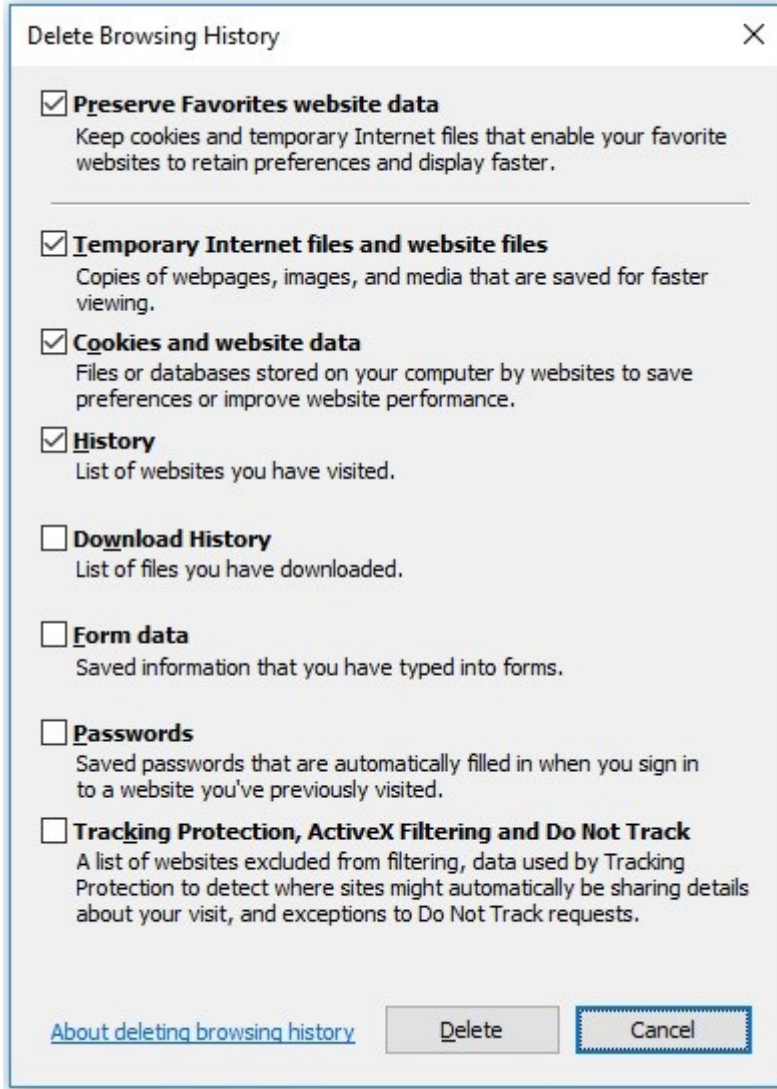 Delete Browsing History
Preserve Favorites website data
Keep cookies and temporary Internet files that enable your favorite
websites to retain preferences and display faster.
Temporary Internet files and website files
Copies of webpages, images, and media that are saved for faster
viewing.
Cookies and website data
Files or databases stored on your computer by websites to save
preferences or improve website performance.
History
List of websites you have visited.
Download History
List of files you have downloaded.
Form data
Saved information that you have typed into forms.
Passwords
Saved passwords that are automatically filled in when you sign in
to a website you've previously visited.
Tracking Protection, ActiveX Filtering and Do Not Track
A list of websites excluded from filtering, data used by Tracking
Protection to detect where sites might automatically be sharing details
about your visit, and exceptions to Do Not Track requests.
About deleting browsing history Delete Cancel